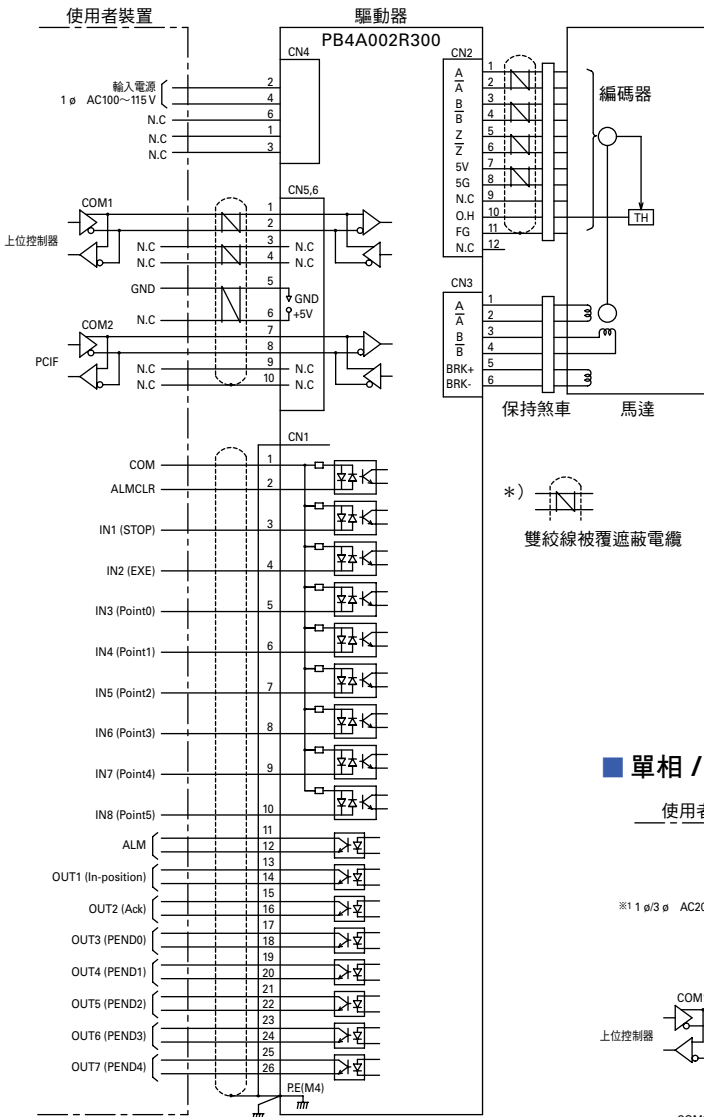 使用者裝置
驅動器
PB4A002R300
CN4
輸入電源
1 ø AC100～115 V
N.C
N.C
N.C
2
4
6
1
3
CN2
A
A
B
B
Z
Z
5V
5G
N.C
O.H
FG
N.C
1
2
3
4
5
6
7
8
9
10
11
12
編碼器
TH
CN5,6
COM1
上位控制器
N.C
N.C
GND
N.C
COM2
PCIF
N.C
N.C
1
2
3
4
5
6
7
8
9
10
N.C
N.C
GND
+5V
N.C
N.C
CN3
A
A
B
B
BRK+
BRK-
1
2
3
4
5
6
保持煞車
馬達
CN1
COM
1
ALMCLR
2
IN1 (STOP)
3
IN2 (EXE)
4
IN3 (Point0)
5
IN4 (Point1)
6
IN5 (Point2)
7
IN6 (Point3)
8
IN7 (Point4)
9
IN8 (Point5)
10
ALM
11
12
OUT1 (In-position)
13
14
OUT2 (Ack)
15
16
OUT3 (PEND0)
17
18
OUT4 (PEND1)
19
20
OUT5 (PEND2)
21
22
OUT6 (PEND3)
23
24
OUT7 (PEND4)
25
26
P.E(M4)
*)
雙絞線被覆遮蔽電纜
單相 /
使用者
※1 1 ø/3 ø AC20
COM1
上位控制器